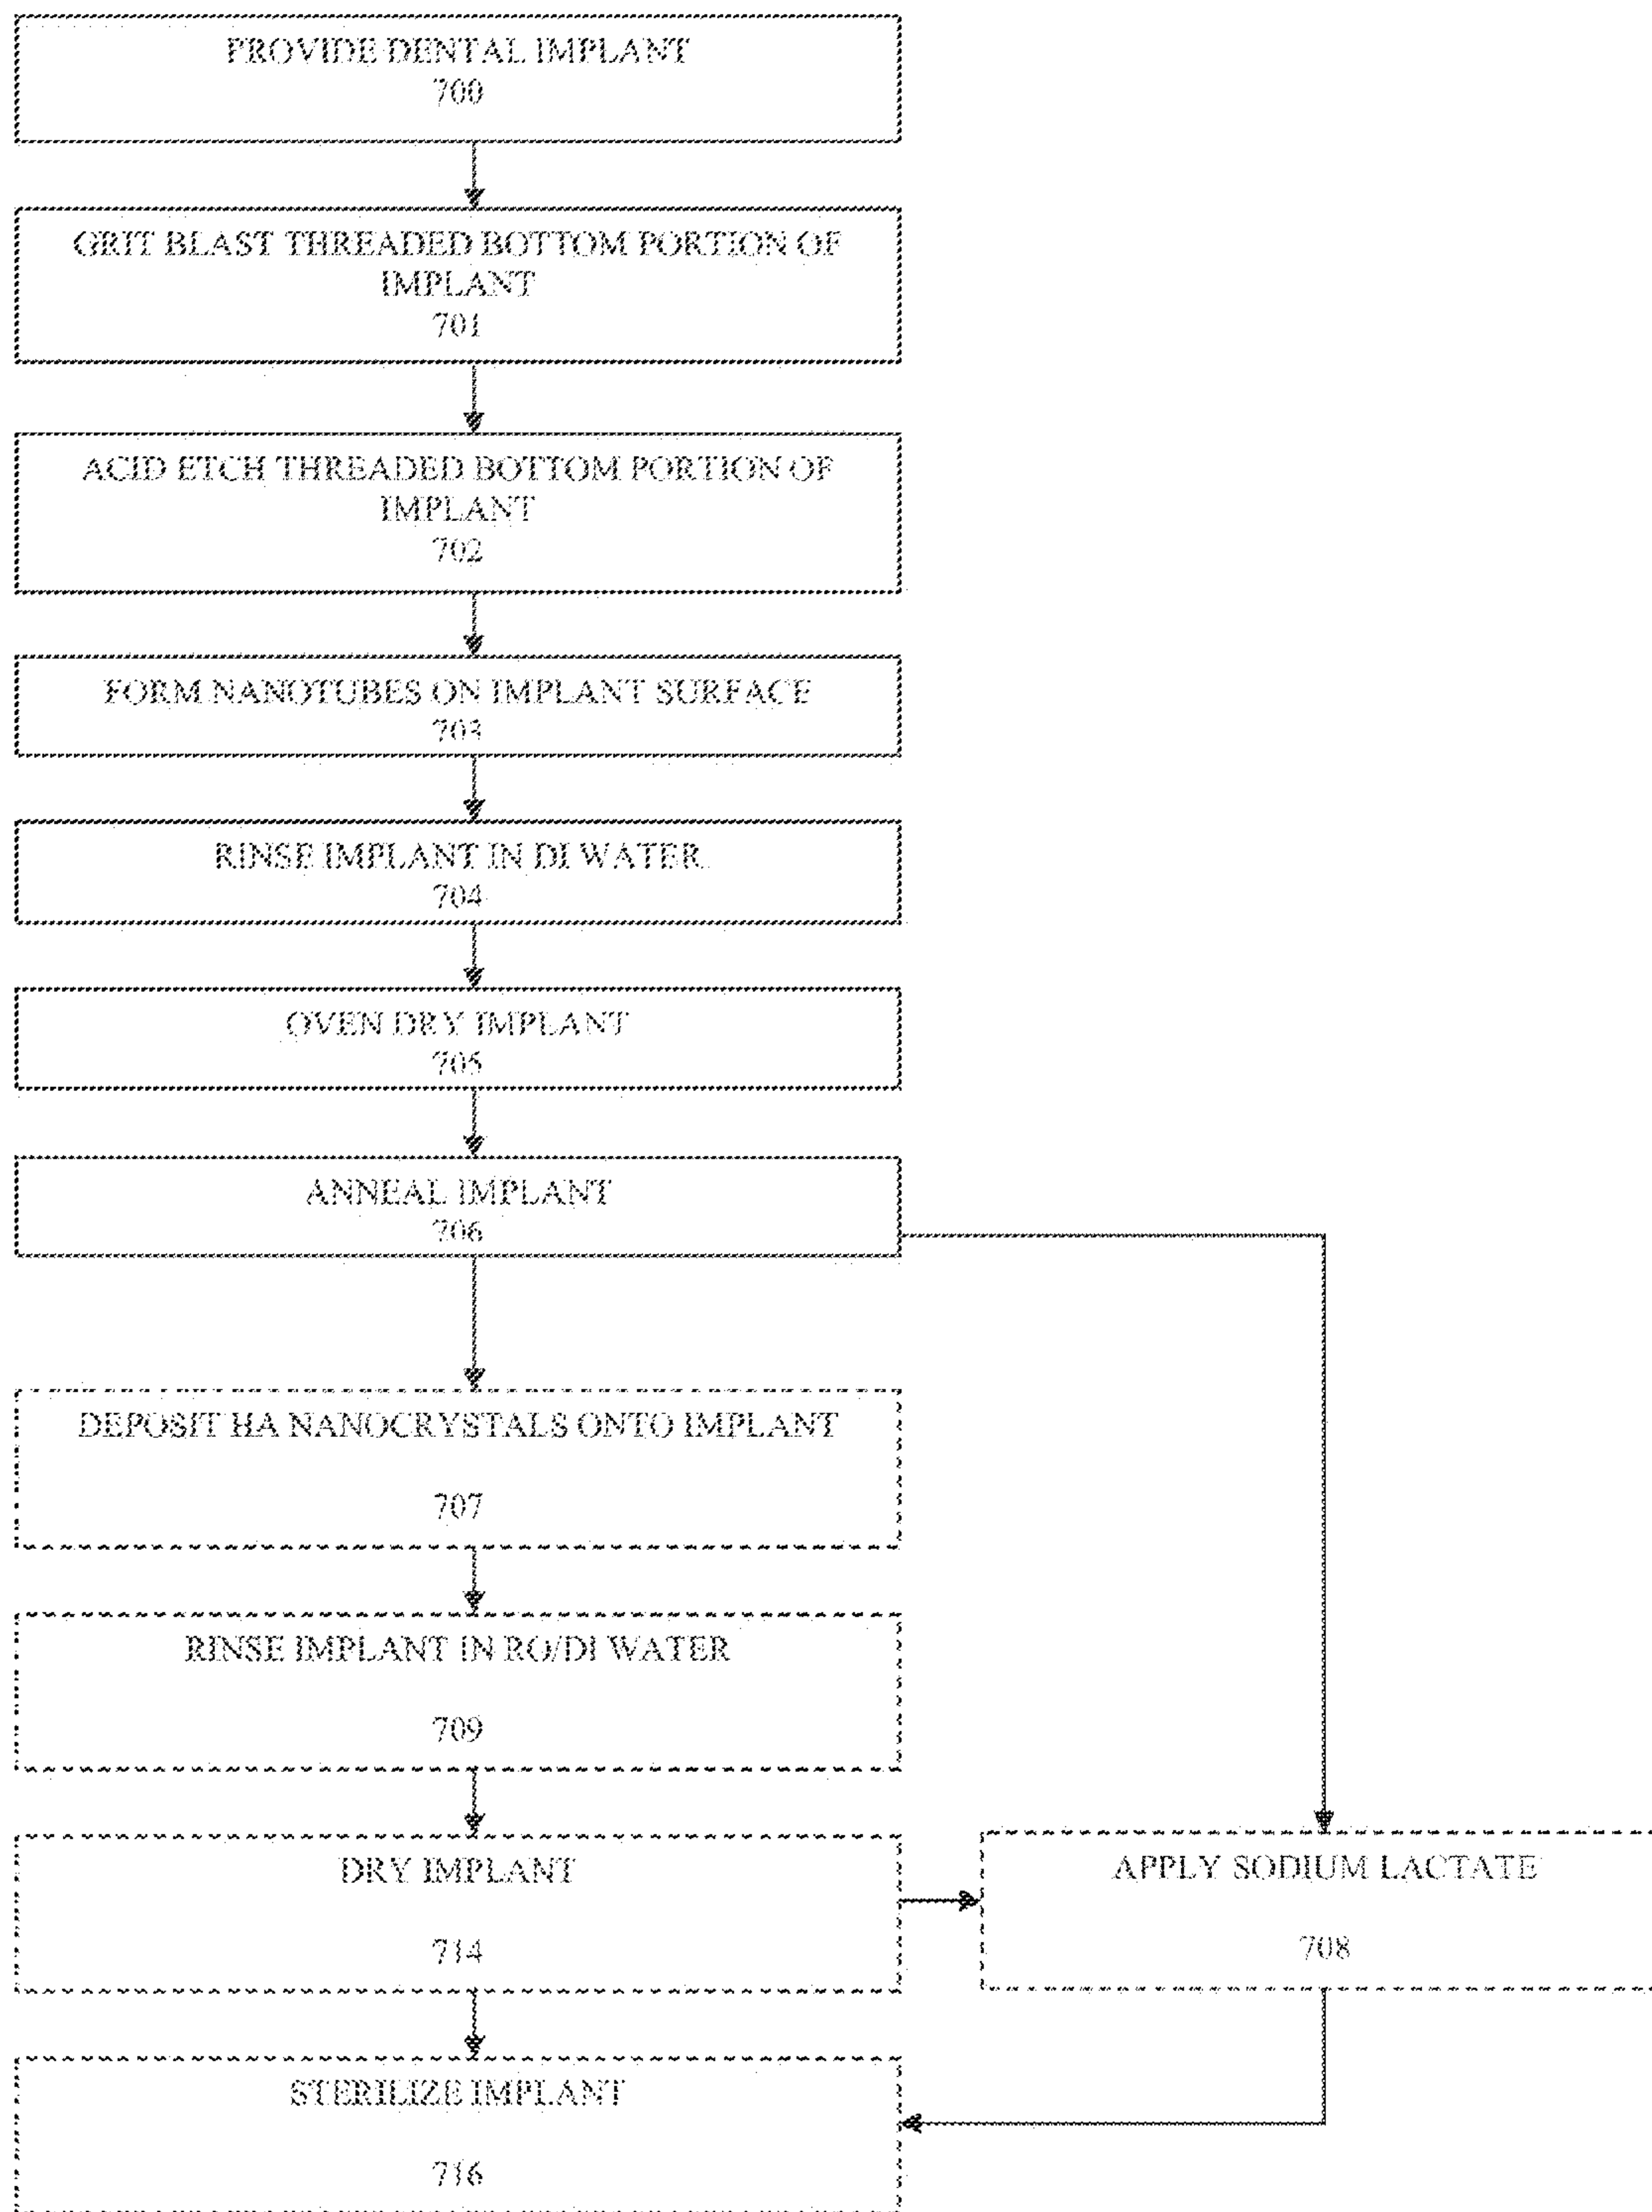 PROVIDE DENTAL IMPLANT
700
GRIT BLAST THREADED BOTTOM PORTION OF
IMPLANT
701
ACID ETCH THREADED BOTTOM PORTION OF
IMPLANT
702
FORM NANOTUBES ON IMPLANT SURFACE
703
RINSE IMPLANT IN DI WATER
704
OVEN DRY IMPLANT
705
ANNEAL IMPLANT
706
DEPOSIT HA NANOCRYSTALS ONTO IMPLANT
707
RINSE IMPLANT IN RO/DI WATER
709
DRY IMPLANT
714
APPLY SODIUM LACTATE
708
STERILIZE IMPLANT
716